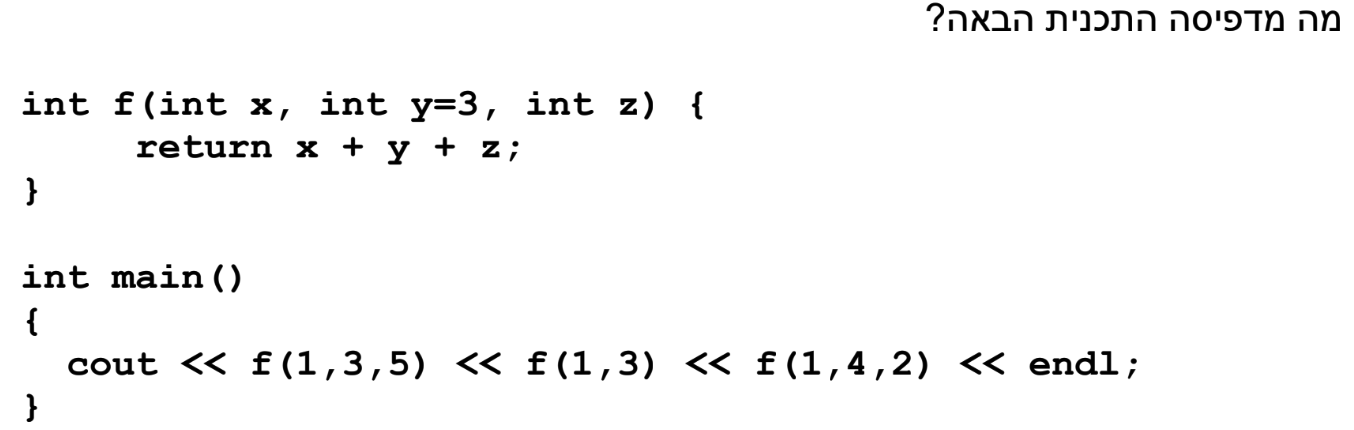 מה מדפיסה התכנית הבאה?
int f(int x, int y=3, int z) {
return x + y + z;
}
int main()
{
cout << f(1,3,5) << f(1,3) << f(1,4,2) << endl;
}